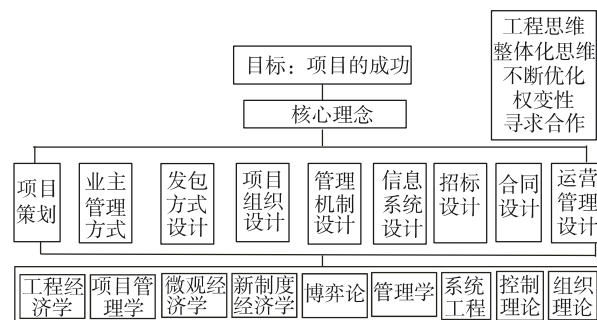 工程思维
整体化思维
不断优化
权变性
寻求合作
目标：项目的成功
核心理念
项目
策划
业主
管理
方式
发包
方式
设计
项目
组织
设计
管理
机制
设计
信息
系统
设计
招标
设计
合同
设计
运营
管理
设计
工程经
济学
项目管
理学
微观经
济学
新制度
经济学
博弈论
管理学
系统
工程
控制
理论
组织
理论